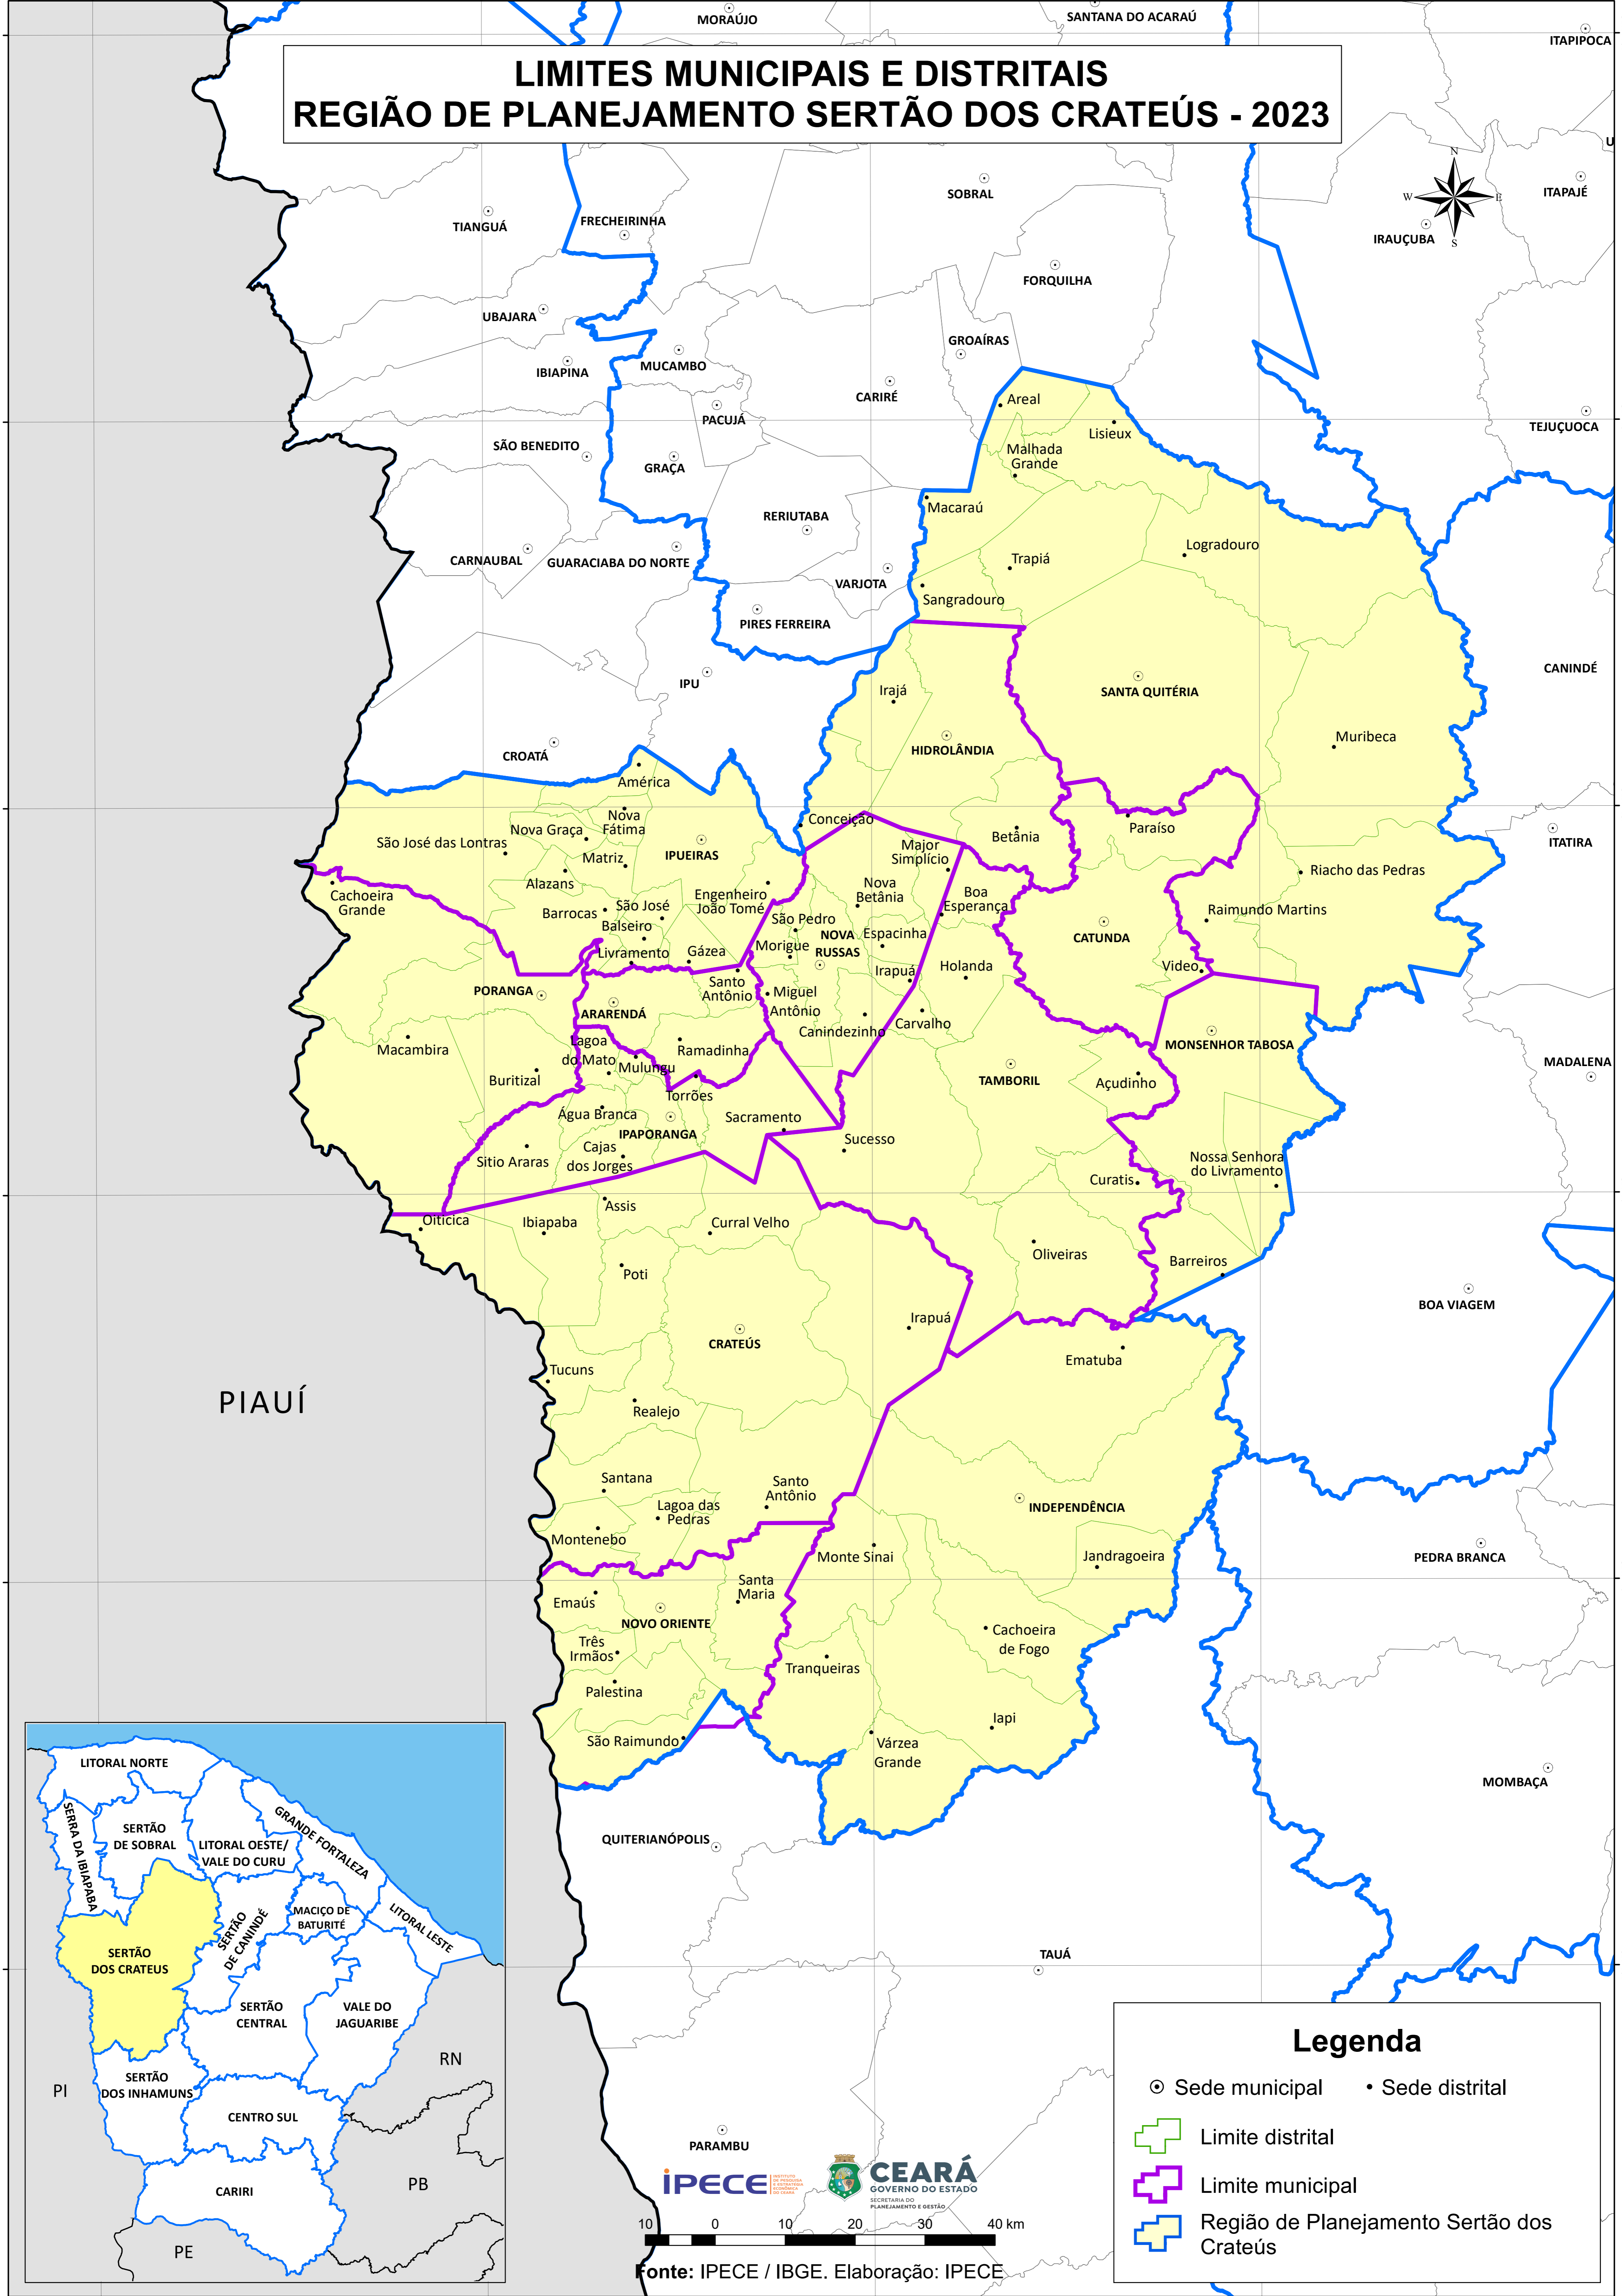 MORAÚJO
SANTANA DO ACARAÚ
ITAPIPOCA
LIMITES MUNICIPAIS E DISTRITAIS
REGIÃO DE PLANEJAMENTO SERTÃO DOS CRATEÚS - 2023
U
N
W
E
S
SOBRAL
ITAPAJÉ
TIANGUÁ
FRECHEIRINHA
IRAUÇUBA
FORQUILHA
UBAJARA
GROAÍRAS
IBIAPINA
MUCAMBO
CARIRÉ
PACUJÁ
Areal
Lisieux
TEJUÇUOCA
SÃO BENEDITO
GRAÇA
Malhada
Grande
RERIUTABA
Macaraú
CARNAUBAL
GUARACIABA DO NORTE
Trapiá
Logradouro
VARJOTA
Sangradouro
PIRES FERREIRA
CANINDÉ
IPU
Irajá
SANTA QUITÉRIA
CROATÁ
HIDROLÂNDIA
Muribeca
América
Nova
Fátima
Nova Graça
Conceição
Betânia
Paraíso
São José das Lontras
Matriz
IPUEIRAS
Major
Simplício
ITATIRA
Alazans
Riacho das Pedras
Cachoeira
Grande
Engenheiro
João Tomé
Nova
Betânia
Boa
Esperança
Barrocas
São José
Raimundo Martins
Balseiro
São Pedro
NOVA
RUSSAS
Espacinha
CATUNDA
Livramento
Gázea
Morigue
Irapuá
Holanda
Video
PORANGA
Santo
Antônio
Miguel
Antônio
ARARENDÁ
Canindezinho
Carvalho
Lagoa
do Mato
Macambira
Ramadinha
MONSENHOR TABOSA
MADALENA
Buritizal
Mulungu
TAMBORIL
Açudinho
Torrões
Água Branca
Sacramento
IPAPORANGA
Sucesso
Cajas
dos Jorges
Sitio Araras
Nossa Senhora
do Livramento
Curatis
Assis
Oiticica
Ibiapaba
Curral Velho
Oliveiras
Barreiros
Poti
BOA VIAGEM
Irapuá
CRATEÚS
Ematuba
Tucuns
PIAUÍ
Realejo
Santana
Santo
Antônio
Lagoa das
Pedras
INDEPENDÊNCIA
Montenebo
Monte Sinai
Jandragoeira
PEDRA BRANCA
Santa
Maria
Emaús
NOVO ORIENTE
Cachoeira
de Fogo
Três
Irmãos
Tranqueiras
Palestina
Iapi
São Raimundo
Várzea
Grande
MOMBAÇA
QUITERIANÓPOLIS
TAUÁ
PARAMBU
LITORAL NORTE
SERRA DA IBIAPABA
SERTÃO
DE SOBRAL
LITORAL OESTE/
VALE DO CURU
GRANDE FORTALEZA
MACIÇO DE
BATURITÉ
LITORAL LESTE
SERTÃO
DE CANINDÉ
SERTÃO
DOS CRATEUS
SERTÃO
CENTRAL
VALE DO
JAGUARIBE
RN
PI
SERTÃO
DOS INHAMUNS
CENTRO SUL
PB
CARIRI
PE
iPECE
INSTITUTO
DE PESQUISA
E ESTRATÉGIA
ECONÔMICA
DO CEARÁ
CEARÁ
GOVERNO DO ESTADO
SECRETARIA DO
PLANEJAMENTO E GESTÃO
10 0 10 20 30 40 km
Fonte: IPECE / IBGE. Elaboração: IPECE
Legenda
Sede municipal
Sede distrital
Limite distrital
Limite municipal
Região de Planejamento Sertão dos
Crateús